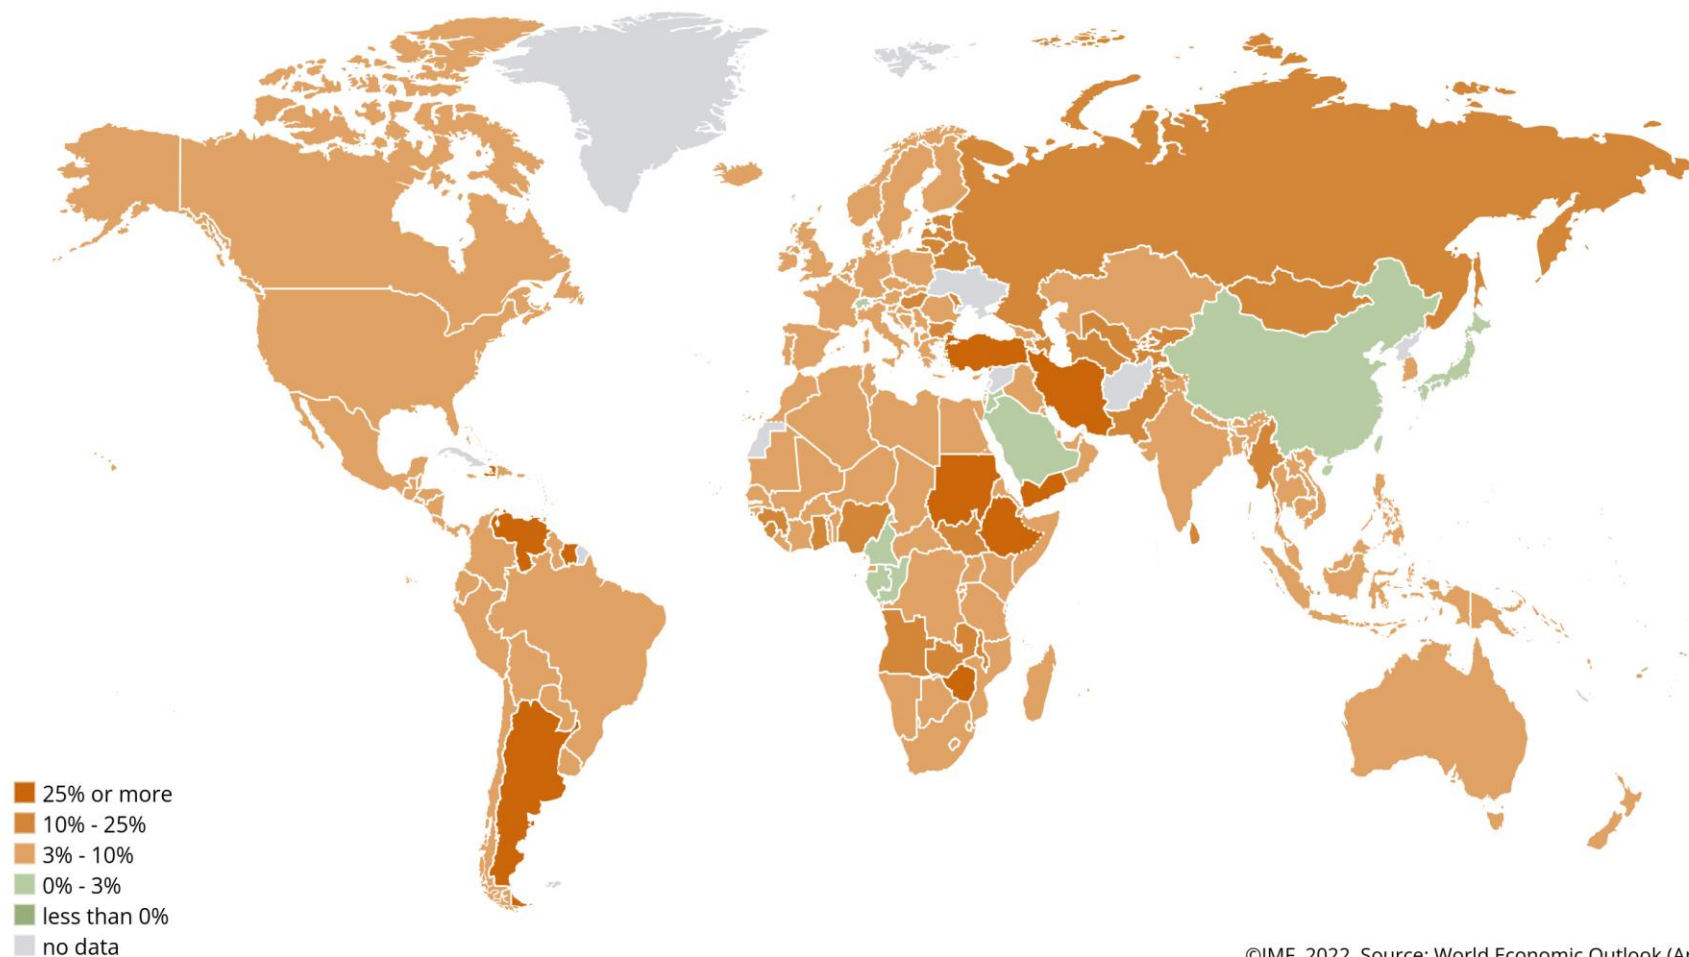 25% or more
10% - 25%
3% - 10%
0% - 3%
less than 0%
no data
©IMF, 2022, Source: World Economic Outlook